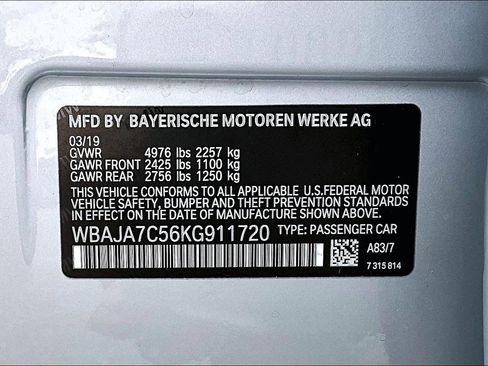 MFD BY BAYERISCHE MOTOREN WERKE AG
03/19
GVWR 4976 lbs 2257 kg
GAWR FRONT 2425 lbs 1100 kg
GAWR REAR 2756 lbs 1250 kg
THIS VEHICLE CONFORMS TO ALL APPLICABLE U.S.FEDERAL MOTOR
VEHICLE SAFETY, BUMPER AND THEFT PREVENTION STANDARDS
IN EFFECT ON THE DATE OF MANUFACTURE SHOWN ABOVE.
WBAJA7C56KG911720 TYPE: PASSENGER CAR
A83/7
7 315 814